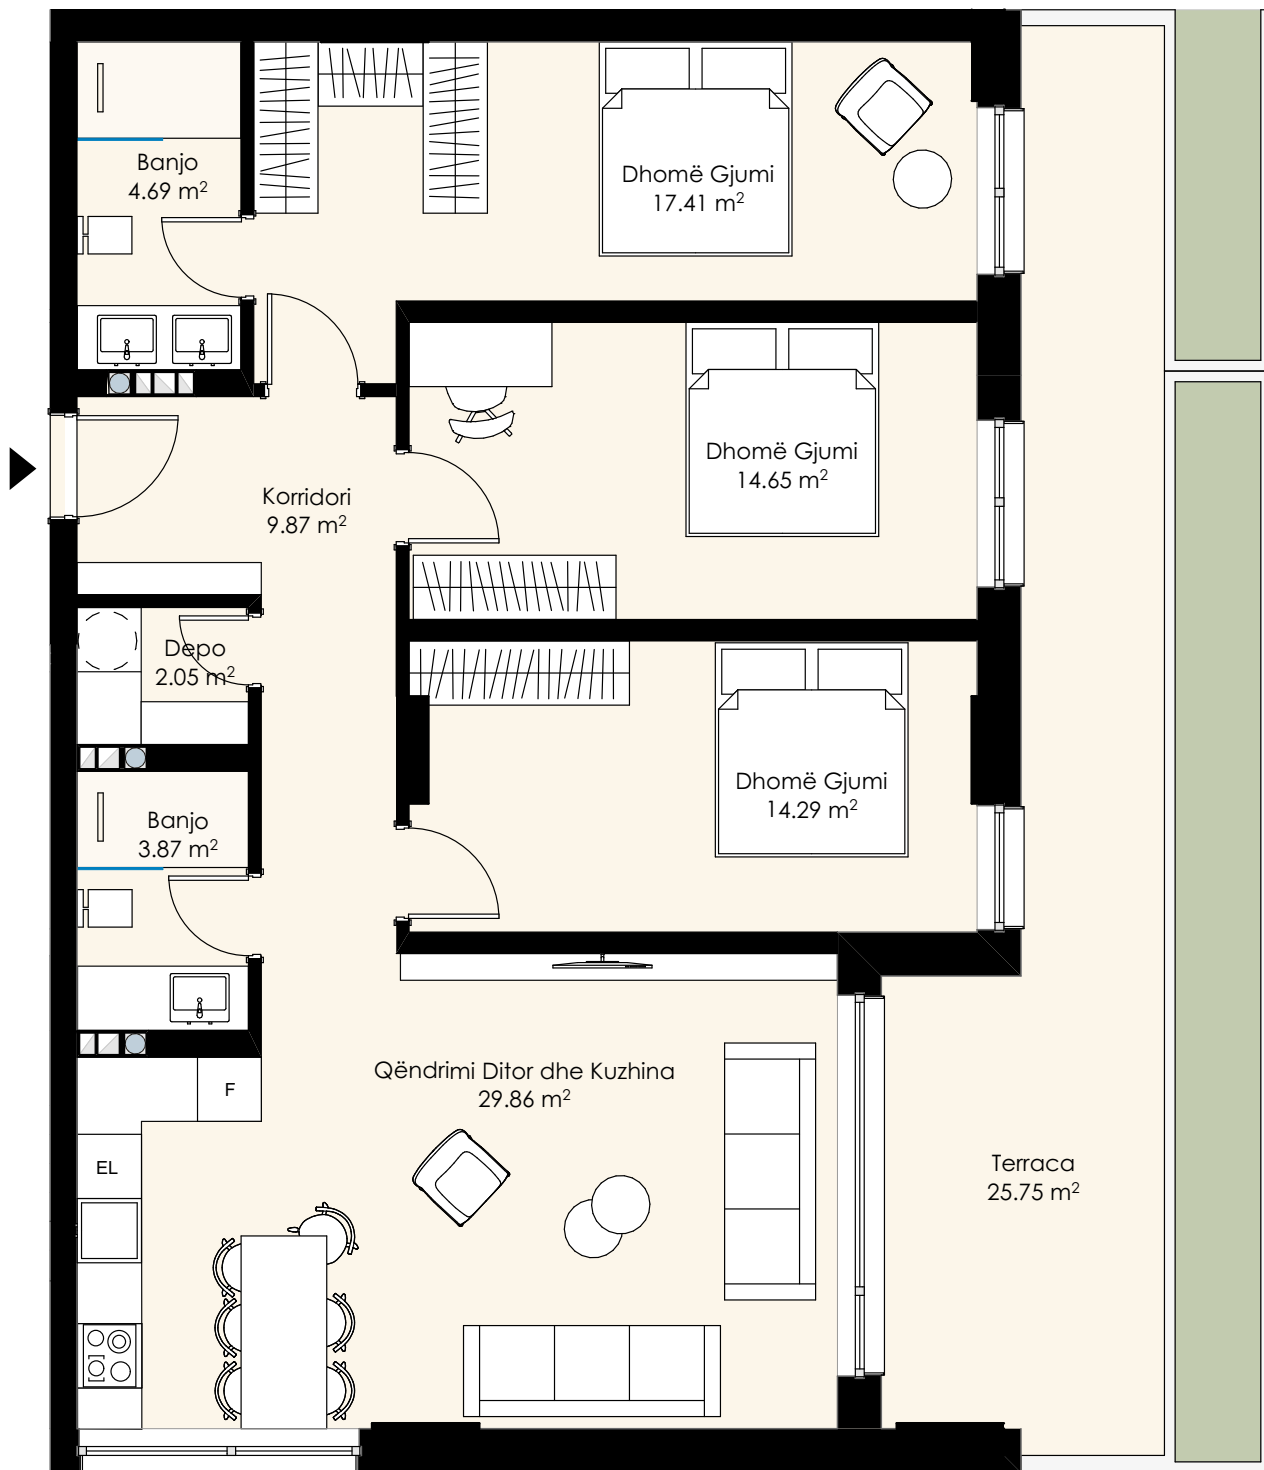 Banjo
4.69 m²
Dhomë Gjumi
17.41 m²
Dhomë Gjumi
14.65 m²
Korridori
9.87 m²
Depo
2.05 m²
Dhomë Gjumi
14.29 m²
Banjo
3.87 m²
Qëndrimi Ditor dhe Kuzhina
29.86 m²
F
EL
Terraca
25.75 m²